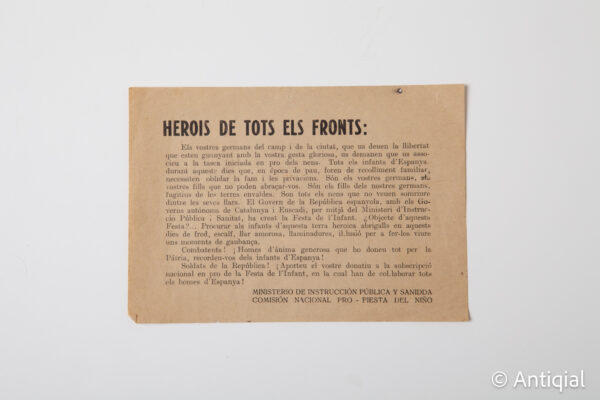 HEROIS DE TOTS ELS FRONTS:
Els vostres germans del camp i de la ciutat, que us deuen la llibertat
que esteu guanyant amb la vostra gesta gloriosa, us demanen que us asso-
cieu a la tasca iniciada en pro dels nens. Tots els infants d'Espanya.
durant aquests dies que, en época de pau, foren de recolliment familiar,
necessiten oblidar la fam i les privacions. Són els vostres germans, els
vostres fills que no poden abraçar-vos. Són els fills dels nostres germans,
fugitius de les terres envaïdes. Son tots els nens que no veuen somriure
dintre les seves llars. El Govern de la República espanyola, amb els Go-
verns autònoms de Catalunya i Euscadi, per mitjà del Ministeri d'Instruc-
ció Pública i Sanitat, ha creat la Festa de l'Infant. ¿Objecte d'aquesta
Festa?... Procurar als infants d'aquesta terra heroica abrigalls en aquests
dies de fred, escalf, llar amorosa, llaminadures, il.lusió per a fer-los viure
uns moments de gaubança.
Combatents! ¡Homes d'ànima generosa que ho doneu tot per la
Pàtria, recorden-vos dels infants d'Espanya!
Soldats de la República! ¡Aporteu el vostre donatiu a la subscripció
nacional en pro de la Festa de l'Infant, en la cual han de col.laborar tots
els homes d'Espanya!
MINISTERIO DE INSTRUCCIÓN PÚBLICA Y SANIDDA
COMISIÓN NACIONAL PRO - FIESTA DEL NIÑO
© Antiqial